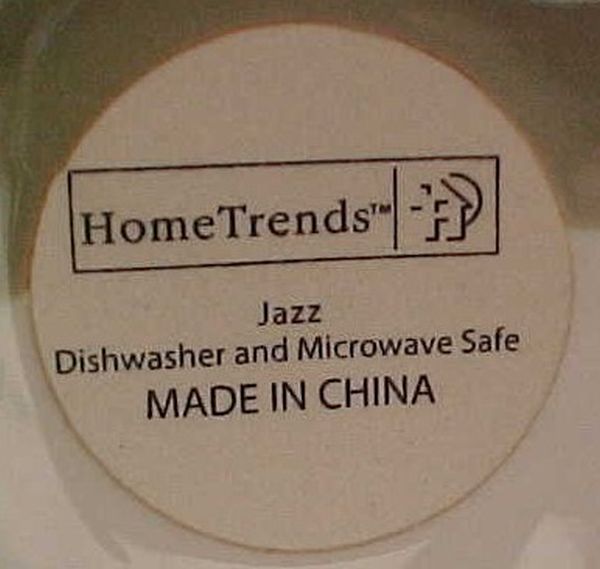 HomeTrends™
Jazz
Dishwasher and Microwave Safe
MADE IN CHINA